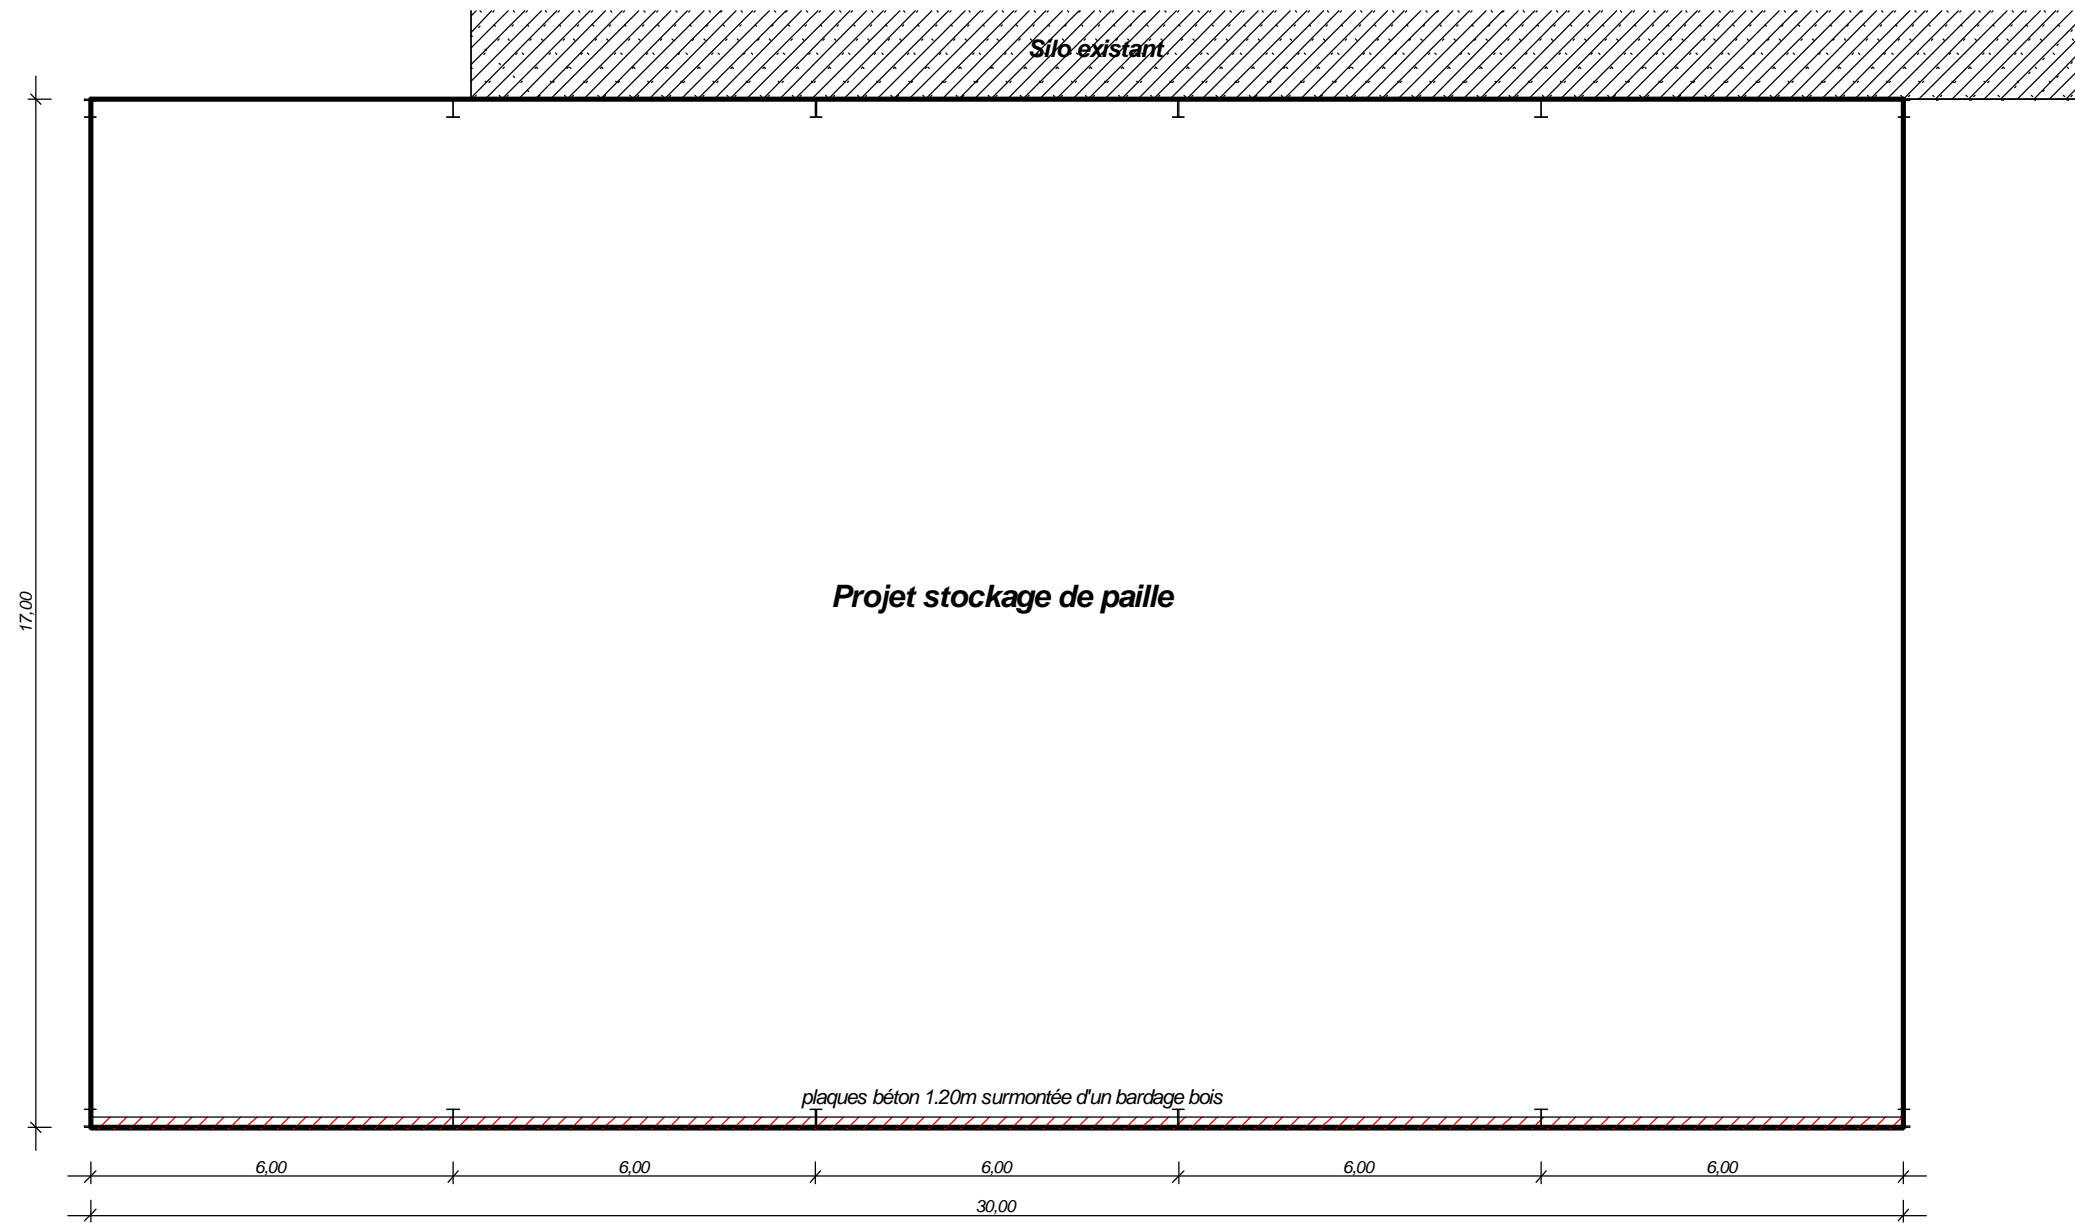 Silo existant
17,00
Projet stockage de paille
plaques béton 1.20m surmontée d'un bardage bois
6,00 6,00 6,00 6,00 6,00
30,00